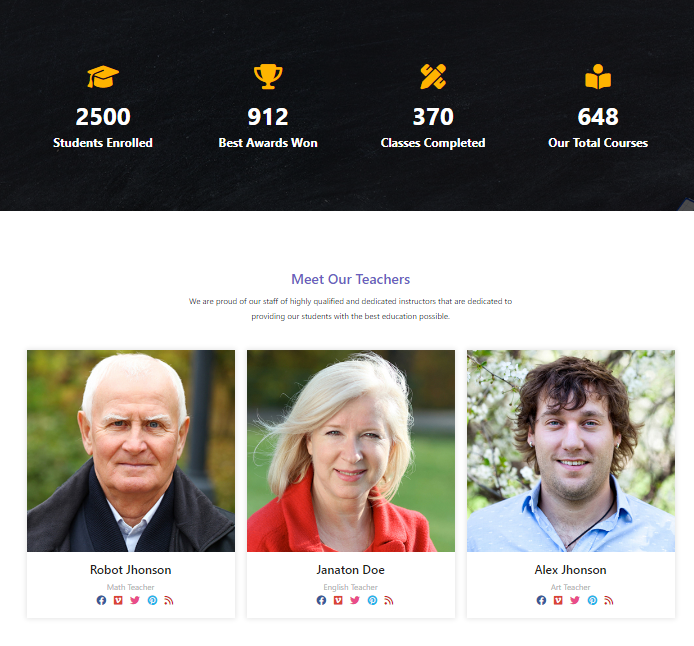 2500 912 370 648
Students Enrolled Best Awards Won Classes Completed Our Total Courses
Meet Our Teachers
We are proud of our staff of highly qualified and dedicated instructors that are dedicated to
providing our students with the best education possible.
Robot Jhonson Janaton Doe Alex Jhonson
Math Teacher English Teacher Art Teacher